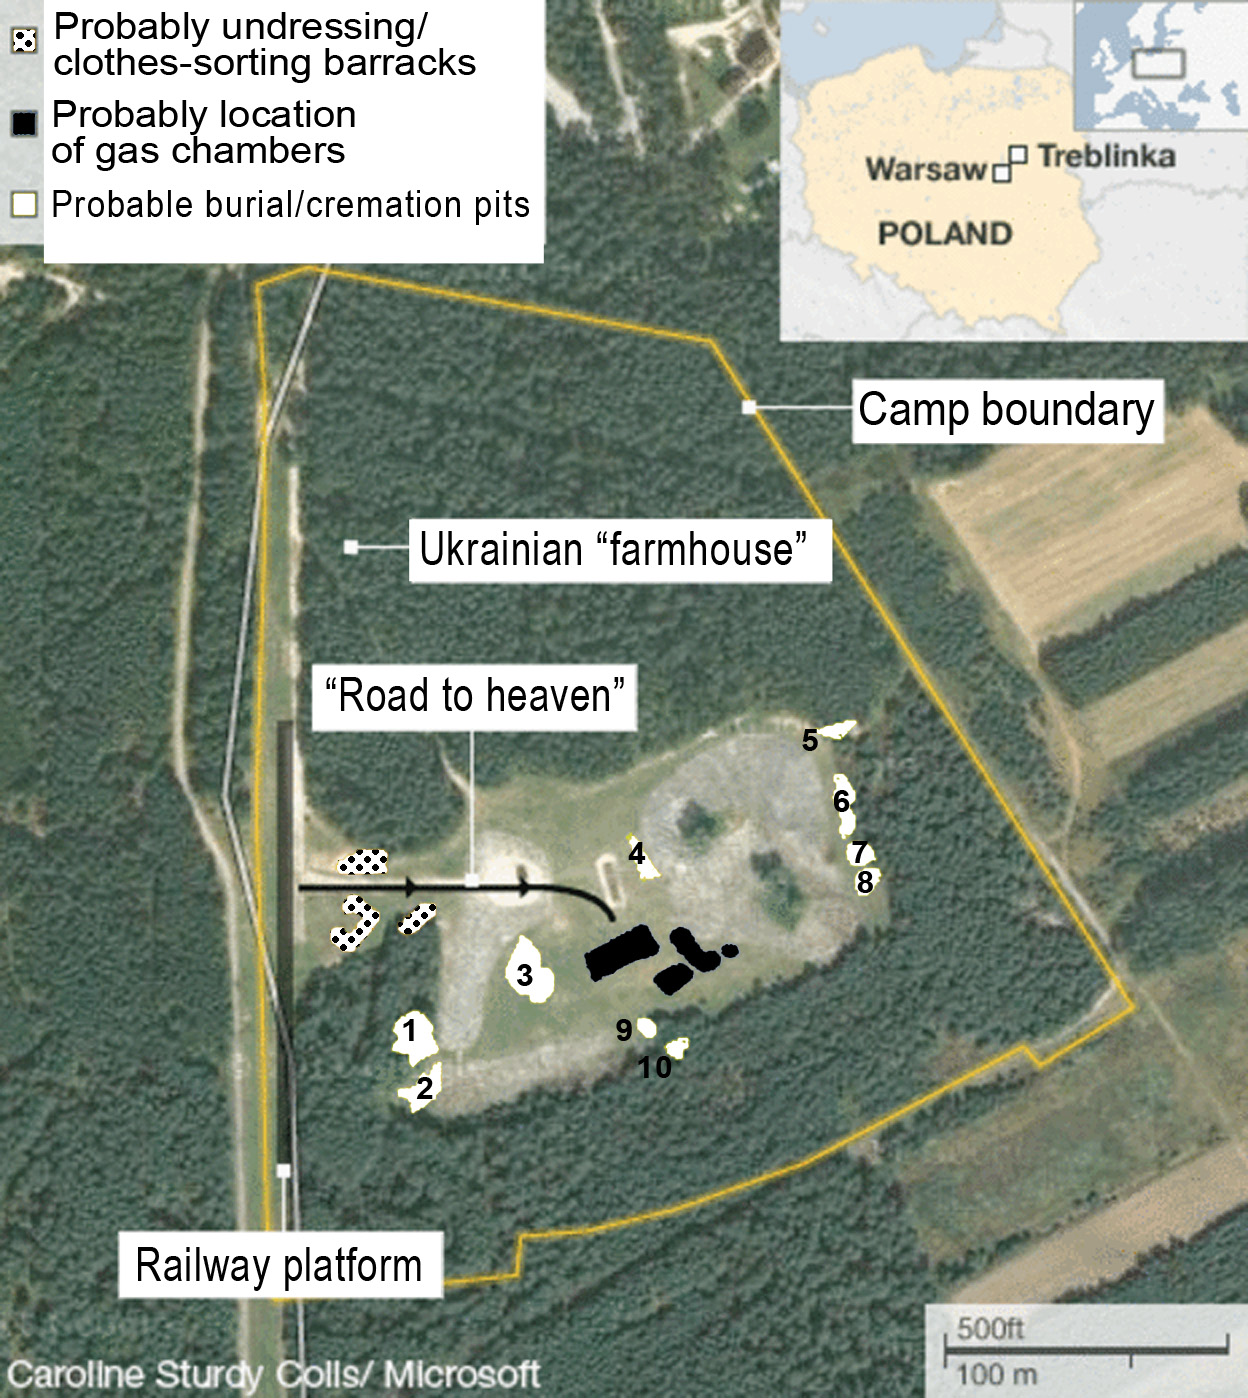 Probably undressing/
clothes-sorting barracks
Probably location
of gas chambers
Probable burial/cremation pits
Warsaw
Treblinka
POLAND
Camp boundary
Ukrainian “farmhouse”
“Road to heaven”
5
6
4
7
8
3
1
9
10
2
Railway platform
500ft
100 m
Caroline Sturdy Colls/ Microsoft